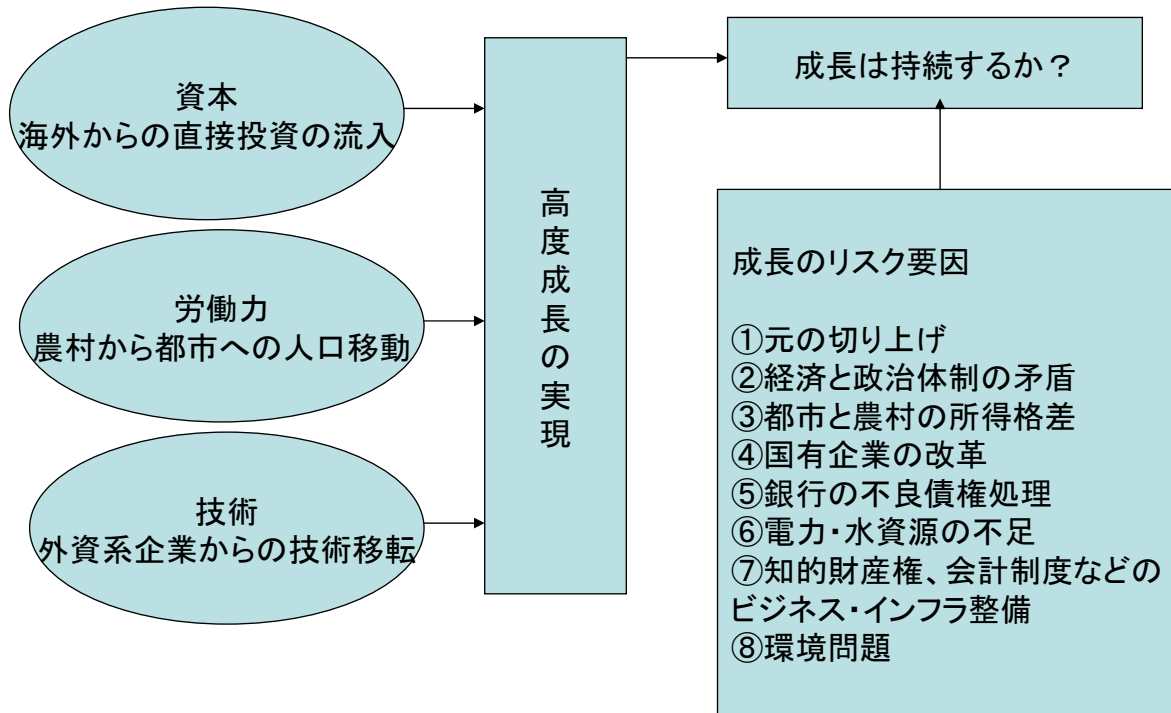 資本
海外からの直接投資の流入
労働力
農村から都市への人口移動
技術
外資系企業からの技術移転
高度成長の実現
成長は持続するか？
成長のリスク要因
①元の切り上げ
②経済と政治体制の矛盾
③都市と農村の所得格差
④国有企業の改革
⑤銀行の不良債権処理
⑥電力・水資源の不足
⑦知的財産権、会計制度などの
ビジネス・インフラ整備
⑧環境問題